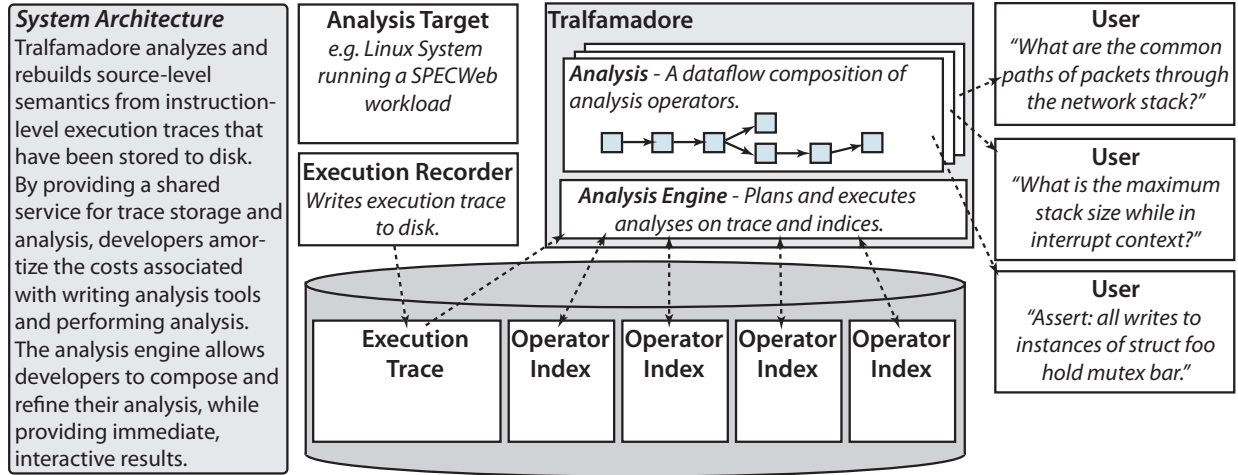 System Architecture
Tralfamadore analyzes and
rebuilds source-level
semantics from instruction-
level execution traces that
have been stored to disk.
By providing a shared
service for trace storage and
analysis, developers amor-
tize the costs associated
with writing analysis tools
and performing analysis.
The analysis engine allows
developers to compose and
refine their analysis, while
providing immediate,
interactive results.
Analysis Target
e.g. Linux System
running a SPECWeb
workload
Execution Recorder
Writes execution trace
to disk.
Tralfamadore
Analysis - A dataflow composition of
analysis operators.
Analysis Engine - Plans and executes
analyses on trace and indices.
Execution
Trace
Operator
Index
Operator
Index
Operator
Index
Operator
Index
User
“What are the common
paths of packets through
the network stack?”
User
“What is the maximum
stack size while in
interrupt context?”
User
“Assert: all writes to
instances of struct foo
hold mutex bar.”